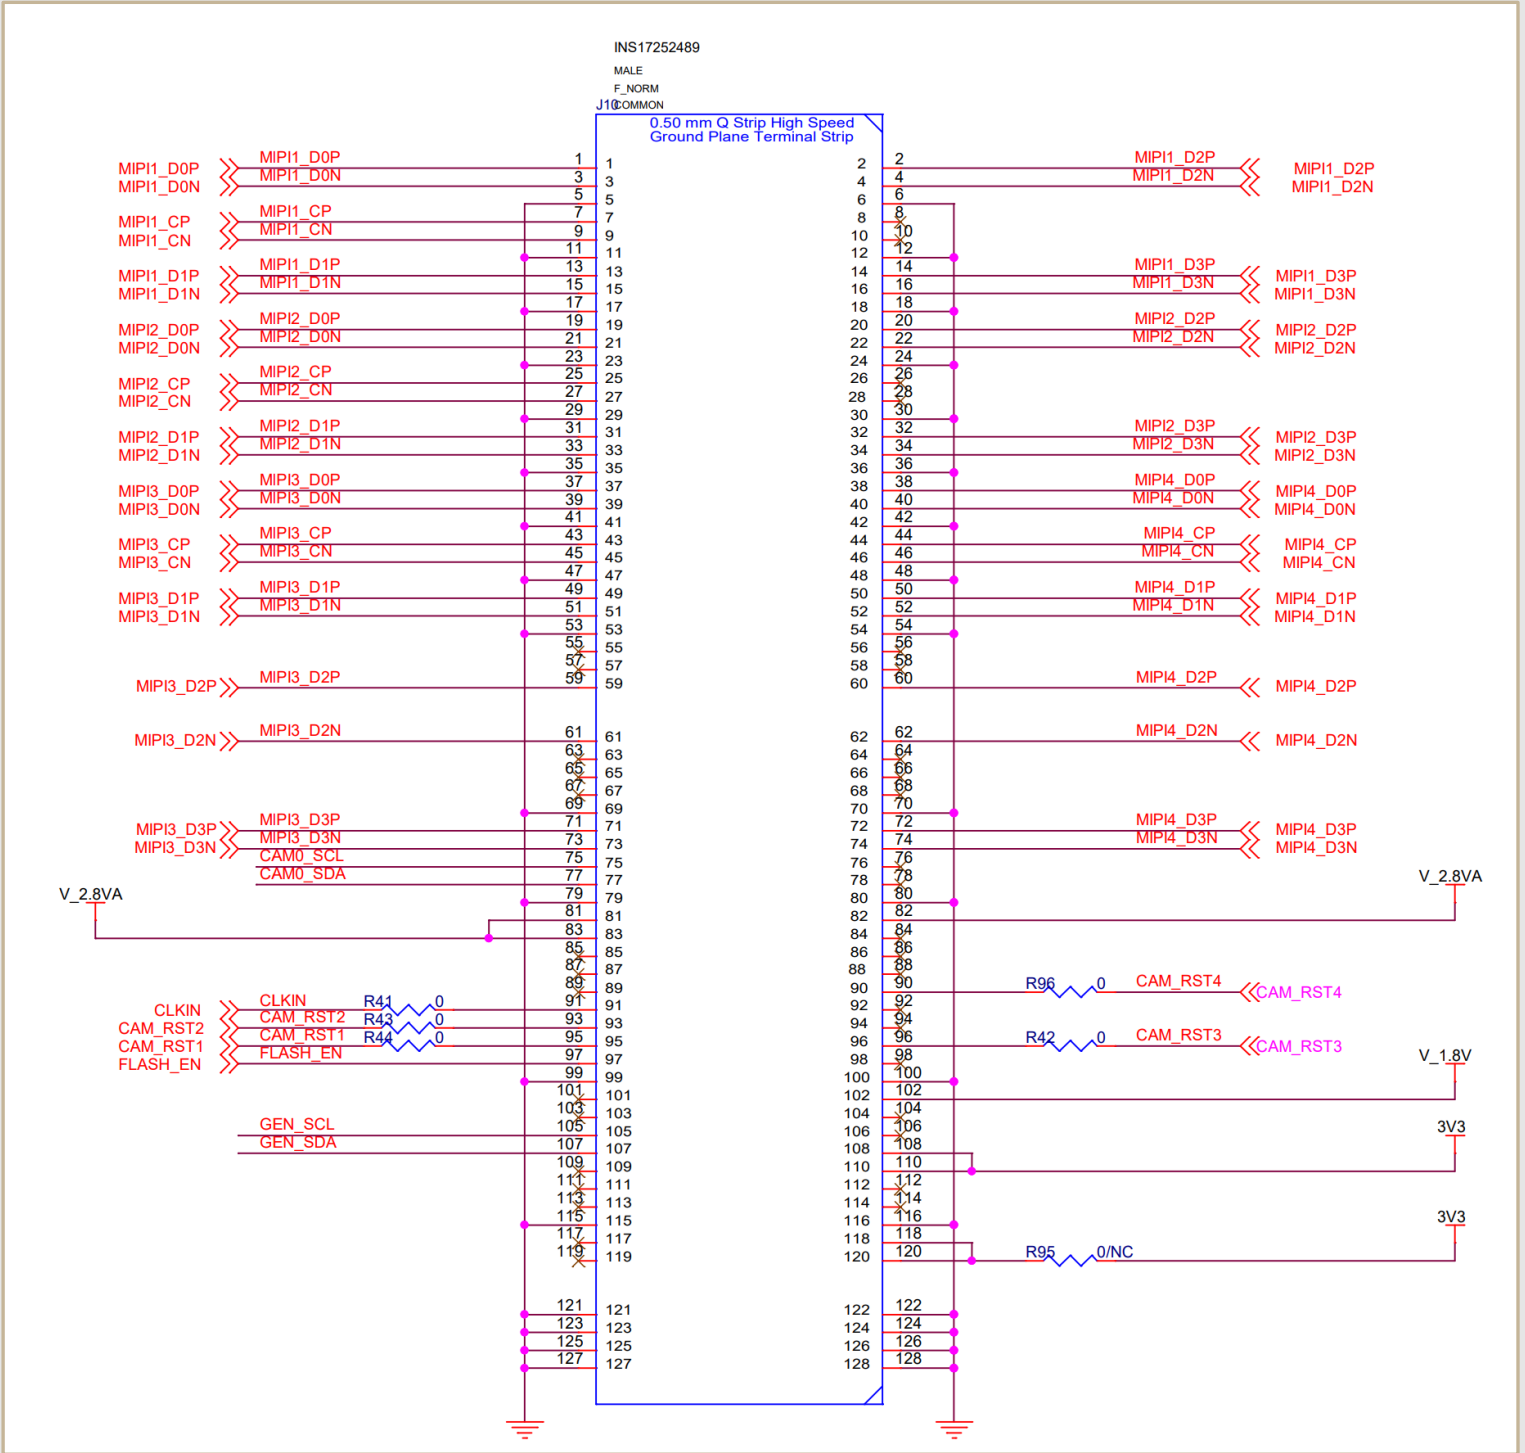 INS17252489
MALE
F_NORM
J10 COMMON
0.50 mm Q Strip High Speed
Ground Plane Terminal Strip
MIPI1_D0P MIPI1_D0P 1 1 2 2 MIPI1_D2P MIPI1_D2P
MIPI1_D0N MIPI1_D0N 3 3 4 4 MIPI1_D2N MIPI1_D2N
5 5 6 6
MIPI1_CP MIPI1_CP 7 7 8 8
MIPI1_CN MIPI1_CN 9 9 10 10
11 11 12 12
MIPI1_D1P MIPI1_D1P 13 13 14 14 MIPI1_D3P MIPI1_D3P
MIPI1_D1N MIPI1_D1N 15 15 16 16 MIPI1_D3N MIPI1_D3N
17 17 18 18
MIPI2_D0P MIPI2_D0P 19 19 20 20 MIPI2_D2P MIPI2_D2P
MIPI2_D0N MIPI2_D0N 21 21 22 22 MIPI2_D2N MIPI2_D2N
23 23 24 24
MIPI2_CP MIPI2_CP 25 25 26 26
MIPI2_CN MIPI2_CN 27 27 28 28
29 29 30 30
MIPI2_D1P MIPI2_D1P 31 31 32 32 MIPI2_D3P MIPI2_D3P
MIPI2_D1N MIPI2_D1N 33 33 34 34 MIPI2_D3N MIPI2_D3N
35 35 36 36
MIPI3_D0P MIPI3_D0P 37 37 38 38 MIPI4_D0P MIPI4_D0P
MIPI3_D0N MIPI3_D0N 39 39 40 40 MIPI4_D0N MIPI4_D0N
41 41 42 42
MIPI3_CP MIPI3_CP 43 43 44 44 MIPI4_CP MIPI4_CP
MIPI3_CN MIPI3_CN 45 45 46 46 MIPI4_CN MIPI4_CN
47 47 48 48
MIPI3_D1P MIPI3_D1P 49 49 50 50 MIPI4_D1P MIPI4_D1P
MIPI3_D1N MIPI3_D1N 51 51 52 52 MIPI4_D1N MIPI4_D1N
53 53 54 54
55 55 56 56
57 57 58 58
MIPI3_D2P MIPI3_D2P 59 59 60 60 MIPI4_D2P MIPI4_D2P
MIPI3_D2N MIPI3_D2N 61 61 62 62 MIPI4_D2N MIPI4_D2N
63 63 64 64
65 65 66 66
67 67 68 68
69 69 70 70
MIPI3_D3P MIPI3_D3P 71 71 72 72 MIPI4_D3P MIPI4_D3P
MIPI3_D3N MIPI3_D3N 73 73 74 74 MIPI4_D3N MIPI4_D3N
CAM0_SCL 75 75 76 76
CAM0_SDA 77 77 78 78 V_2.8VA
V_2.8VA 79 79 80 80
81 81 82 82
83 83 84 84
85 85 86 86
87 87 88 88
89 89 90 90 R96 0 CAM_RST4 CAM_RST4
CLKIN CLKIN R41 0 91 91 92 92
CAM_RST2 CAM_RST2 R43 0 93 93 94 94
CAM_RST1 CAM_RST1 R44 0 95 95 96 96 R42 0 CAM_RST3 CAM_RST3
FLASH_EN FLASH_EN 97 97 98 98 V_1.8V
99 99 100 100
101 101 102 102
103 103 104 104
GEN_SCL 105 105 106 106 3V3
GEN_SDA 107 107 108 108
109 109 110 110
111 111 112 112
113 113 114 114
115 115 116 116 3V3
117 117 118 118
119 119 120 120 R95 0/NC
121 121 122 122
123 123 124 124
125 125 126 126
127 127 128 128